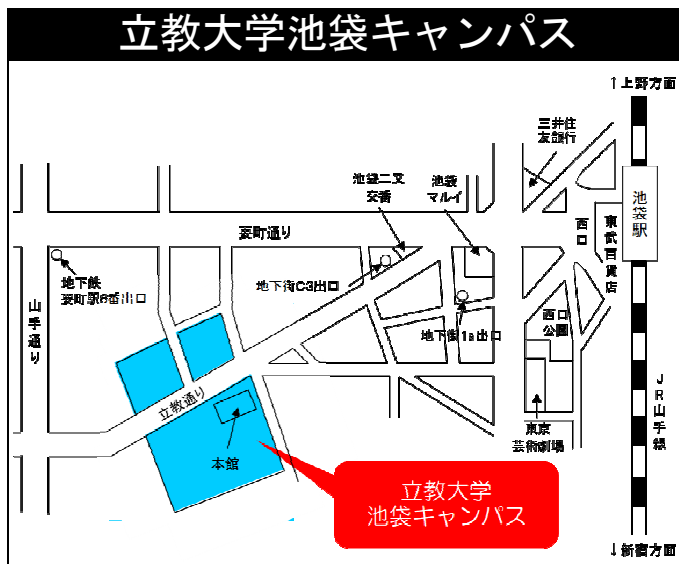 立教大学池袋キャンパス
↑上野方面
三井住
友銀行
池袋二又
交番
池袋
マルイ
池袋駅
西口
東武百貨店
要町通り
地下鉄
要町駅6番出口
地下街C3出口
山手通り
地下街1a出口
西口
公園
JR山手線
立教通り
本館
東京
芸術劇場
立教大学
池袋キャンパス
↓新宿方面